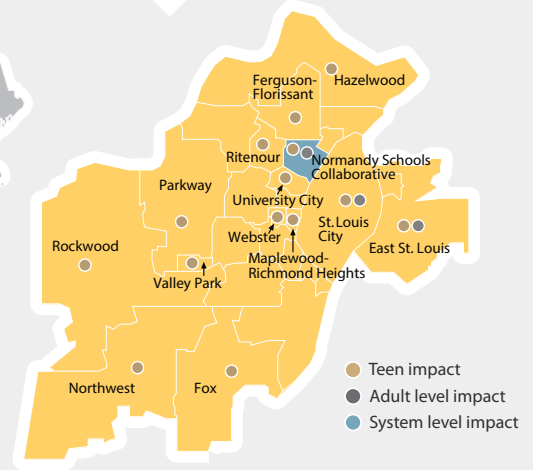 Ferguson-
Florissant
Hazelwood
Ritenour
Normandy Schools
Collaborative
Parkway
University City
St.Louis
City
Webster
Rockwood
East St. Louis
Maplewood-
Richmond Heights
Valley Park
Northwest
Fox
Teen impact
Adult level impact
System level impact